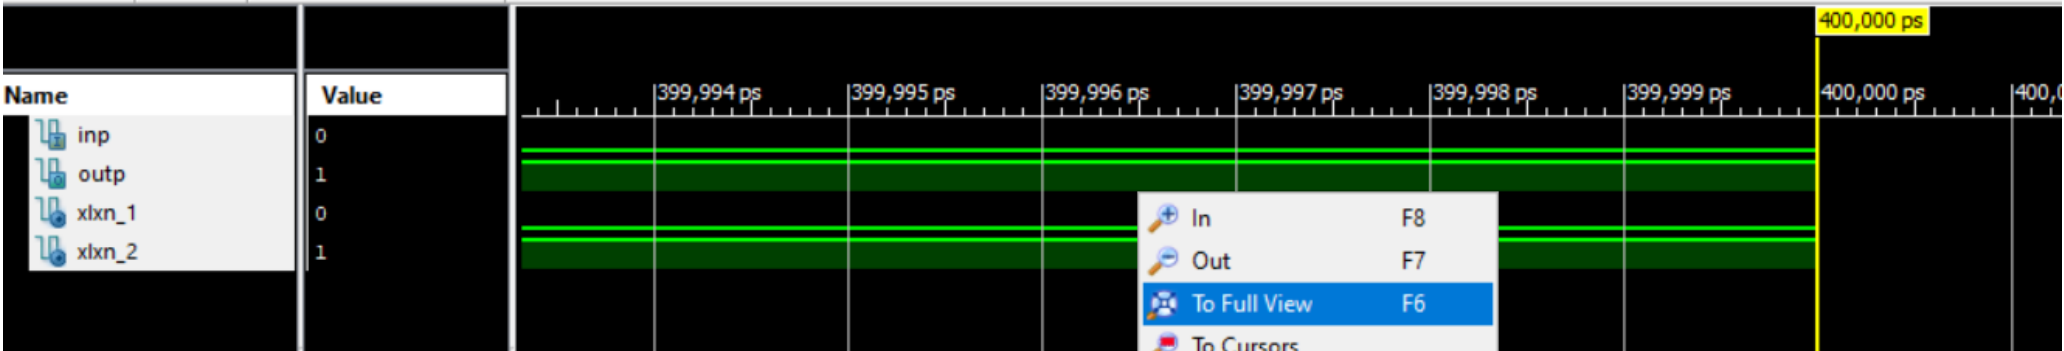 400,000 ps
Name Value
399,994 ps 399,995 ps 399,996 ps 399,997 ps 399,998 ps 399,999 ps 400,000 ps
inp 0
outp 1
xlxn_1 0
xlxn_2 1
In F8
Out F7
To Full View F6
To Cursors